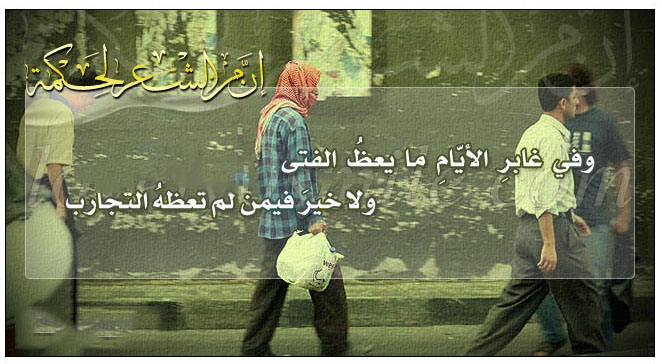 إنَّ من الشعر لحكمة
وفي غابرِ الأيّامِ ما يعظُ الفتى
ولا خيرَ فيمن لم تعظهُ التجارب